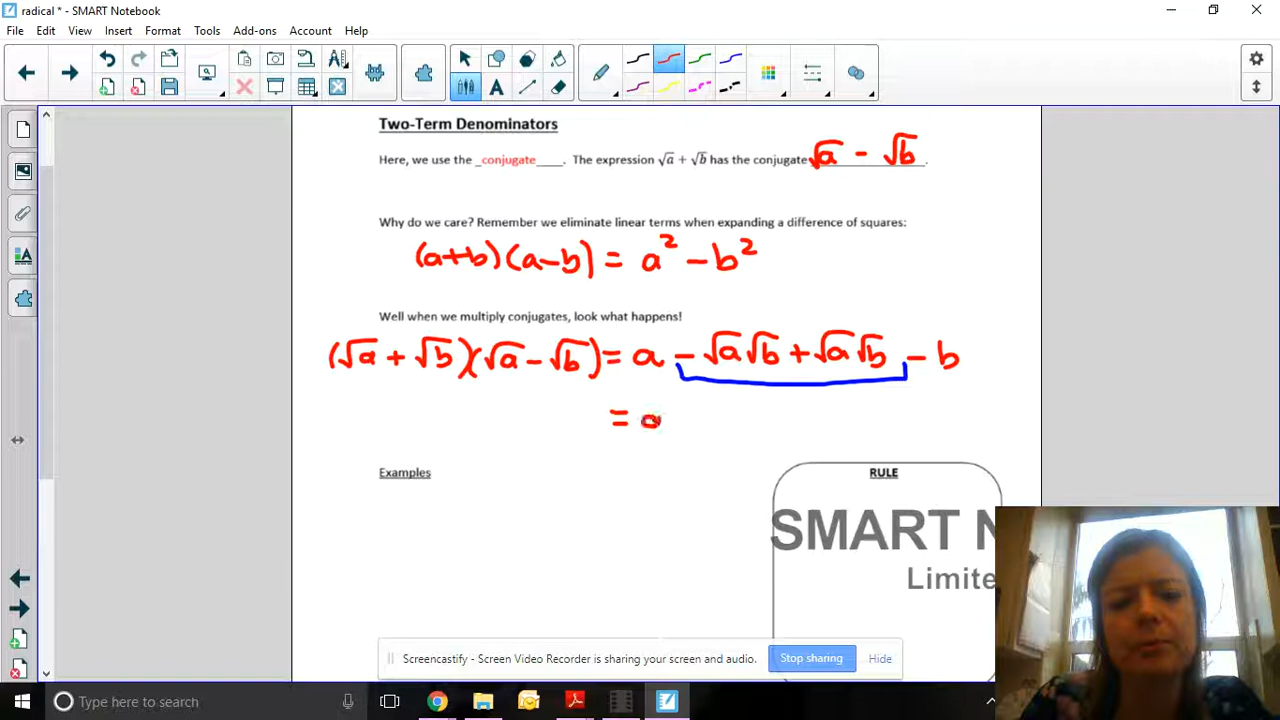 radical * - SMART Notebook
File Edit View Insert Format Tools Add-ons Account Help
Two-Term Denominators
Here, we use the _conjugate____. The expression √a + √b has the conjugate √a - √b.
Why do we care? Remember we eliminate linear terms when expanding a difference of squares:
(a+b)(a-b) = a² - b²
Well when we multiply conjugates, look what happens!
(√a + √b)(√a - √b) = a - √a√b + √a√b - b
= a
Examples
RULE
SMART N
Limite
Screencastify - Screen Video Recorder is sharing your screen and audio. Stop sharing Hide
Type here to search